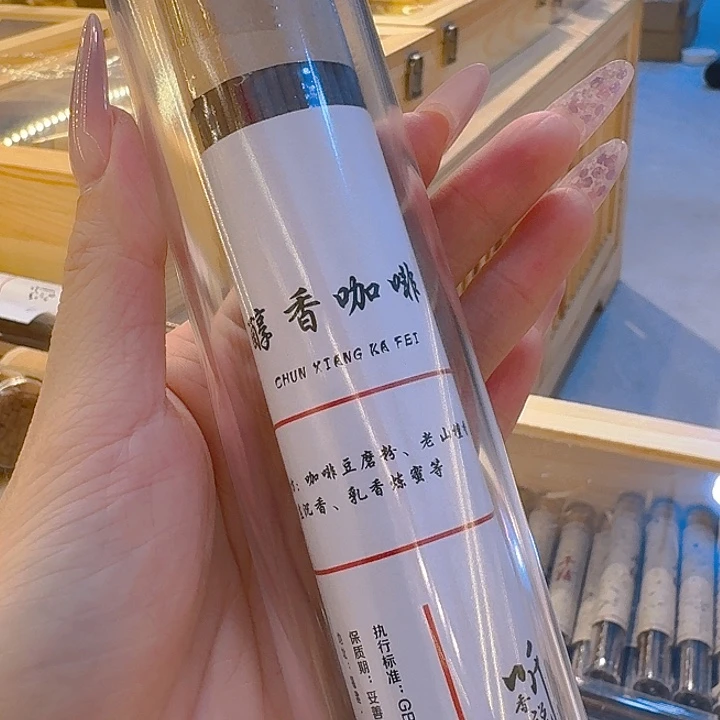 醇香咖啡
CHUN XIANG KA FEI
：咖啡豆磨粉、老山檀
沉香、乳香炼蜜等
执行标准：GB
保质期：妥善